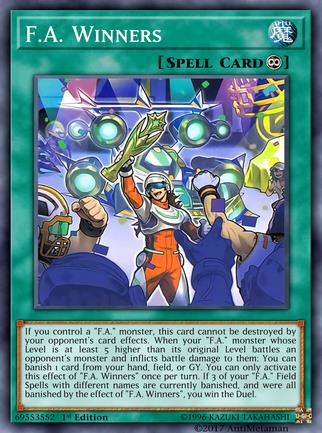 F.A. Winners
[Spell Card]
If you control a "F.A." monster, this card cannot be destroyed
by your opponent's card effects. When your "F.A." monster whose
Level is at least 5 higher than its original Level battles an
opponent's monster and inflicts battle damage to them: You can
banish 1 card from your hand, field, or GY. You can only activate
this effect of "F.A. Winners" once per turn. If 3 of your "F.A." Field
Spells with different names are currently banished, and were all
banished by the effect of "F.A. Winners", you win the Duel.
69553552 1st Edition ©1996 KAZUKI TAKAHASHI
©2017 AntiMetaman